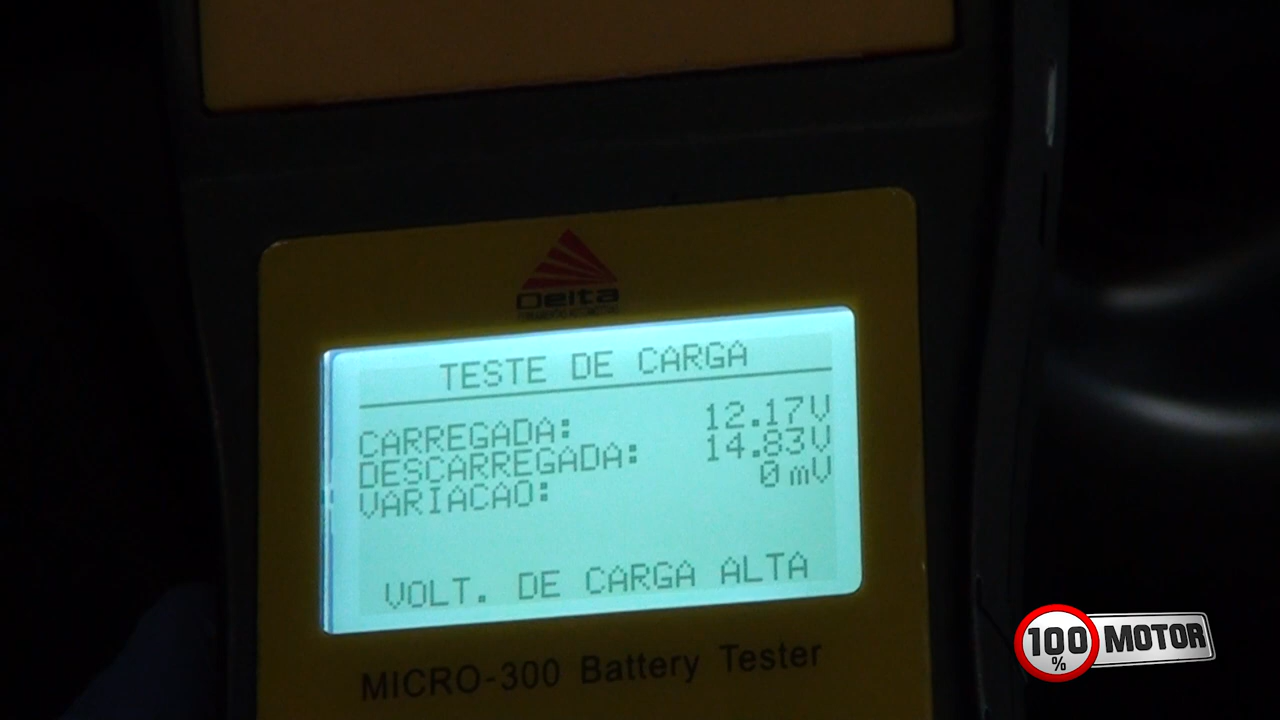 Delta
TESTE DE CARGA
CARREGADA: 12.17V
DESCARREGADA: 14.83V
VARIACAO: 0mV
VOLT. DE CARGA ALTA
MICRO-300 Battery Tester
100% MOTOR